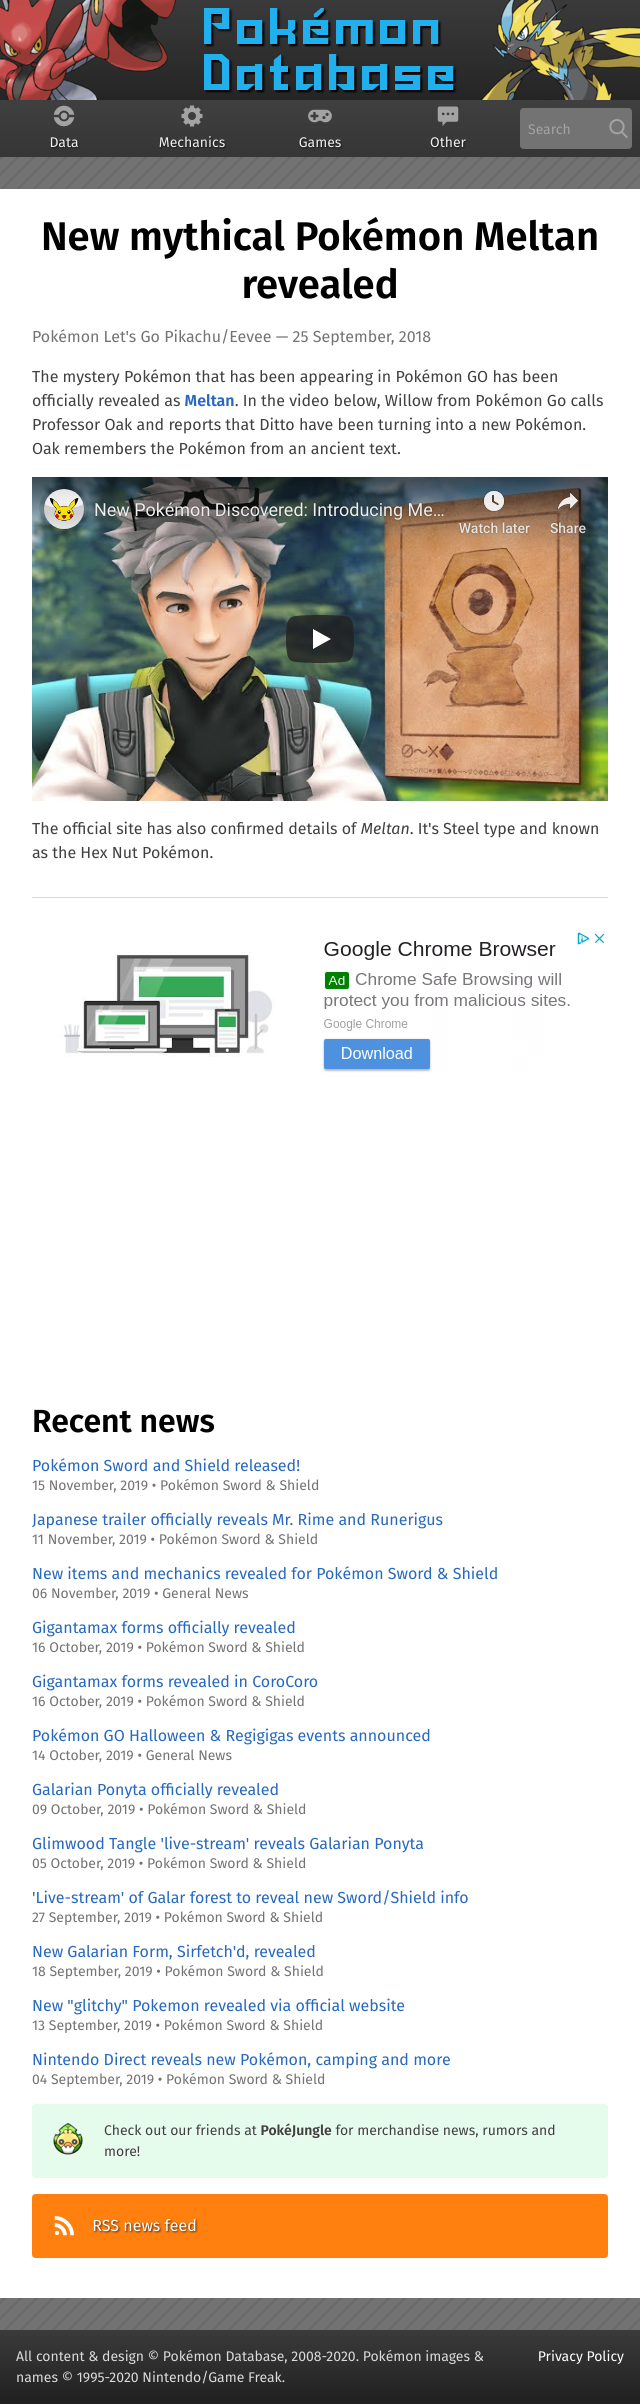 Pokémon
Database
Data
Mechanics
Games
Other
Search
New mythical Pokémon Meltan
revealed
Pokémon Let's Go Pikachu/Eevee — 25 September, 2018
The mystery Pokémon that has been appearing in Pokémon GO has been
officially revealed as Meltan. In the video below, Willow from Pokémon Go calls
Professor Oak and reports that Ditto have been turning into a new Pokémon.
Oak remembers the Pokémon from an ancient text.
New Pokémon Discovered: Introducing Me...
Watch later
Share
The official site has also confirmed details of Meltan. It's Steel type and known
as the Hex Nut Pokémon.
Google Chrome Browser
Ad Chrome Safe Browsing will
protect you from malicious sites.
Google Chrome
Download
Recent news
Pokémon Sword and Shield released!
15 November, 2019 • Pokémon Sword & Shield
Japanese trailer officially reveals Mr. Rime and Runerigus
11 November, 2019 • Pokémon Sword & Shield
New items and mechanics revealed for Pokémon Sword & Shield
06 November, 2019 • General News
Gigantamax forms officially revealed
16 October, 2019 • Pokémon Sword & Shield
Gigantamax forms revealed in CoroCoro
16 October, 2019 • Pokémon Sword & Shield
Pokémon GO Halloween & Regigigas events announced
14 October, 2019 • General News
Galarian Ponyta officially revealed
09 October, 2019 • Pokémon Sword & Shield
Glimwood Tangle 'live-stream' reveals Galarian Ponyta
05 October, 2019 • Pokémon Sword & Shield
'Live-stream' of Galar forest to reveal new Sword/Shield info
27 September, 2019 • Pokémon Sword & Shield
New Galarian Form, Sirfetch'd, revealed
18 September, 2019 • Pokémon Sword & Shield
New "glitchy" Pokemon revealed via official website
13 September, 2019 • Pokémon Sword & Shield
Nintendo Direct reveals new Pokémon, camping and more
04 September, 2019 • Pokémon Sword & Shield
Check out our friends at PokéJungle for merchandise news, rumors and
more!
RSS news feed
All content & design © Pokémon Database, 2008-2020. Pokémon images &
names © 1995-2020 Nintendo/Game Freak.
Privacy Policy